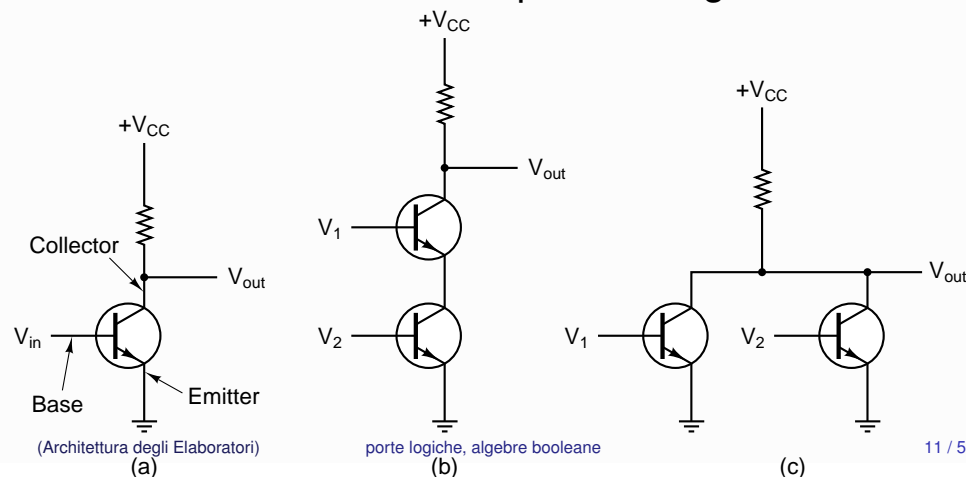 +VCC
+VCC
+VCC
Collector
Vout
Vout
Vout
V1
Vin
V2
V1
V2
Base
Emitter
(Architettura degli Elaboratori)
porte logiche, algebre booleane
11 / 5
(a)
(b)
(c)